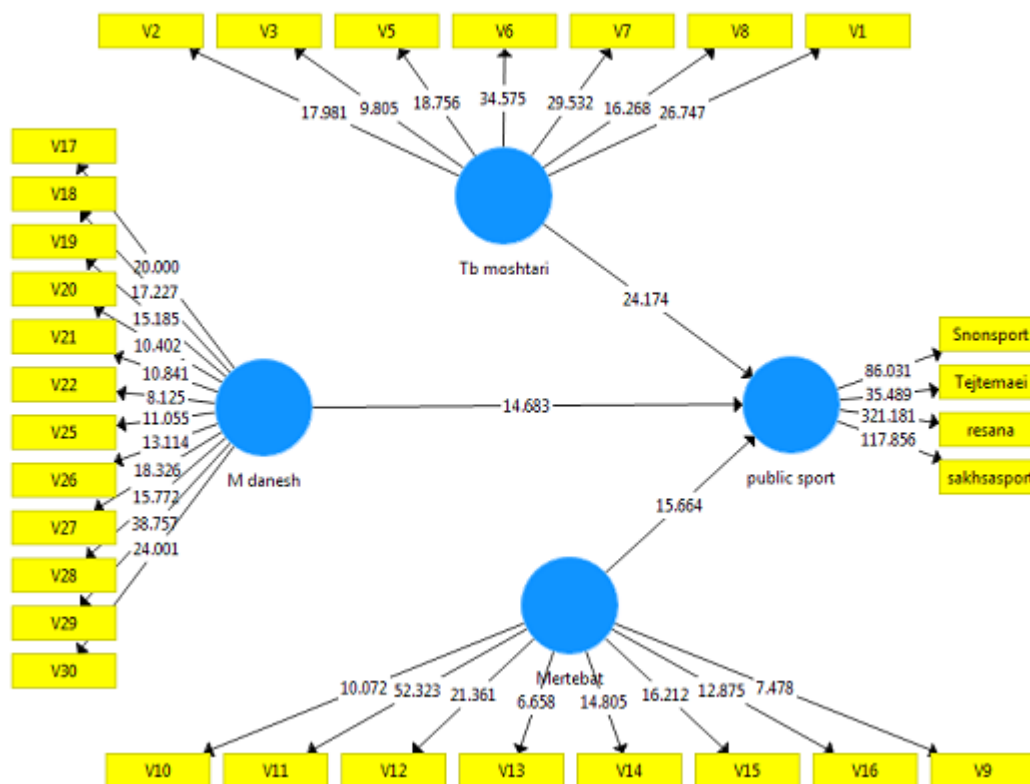 V2 V3 V5 V6 V7 V8 V1
17.981 9.805 18.756 34.575 29.532 16.268 26.747
Tb moshtari
V17
V18
V19
V20
V21
V22
V25
V26
V27
V28
V29
V30
20.000
17.227
15.185
10.402
10.841
8.125
11.055
13.114
18.326
15.772
38.757
24.001
M danesh
24.174
14.683
15.664
public sport
86.031
35.489
321.181
117.856
Snonsport
Tejtemaei
resana
sakhsasport
Mertebat
10.072 52.323 21.361 6.658 14.805 16.212 12.875 7.478
V10 V11 V12 V13 V14 V15 V16 V9